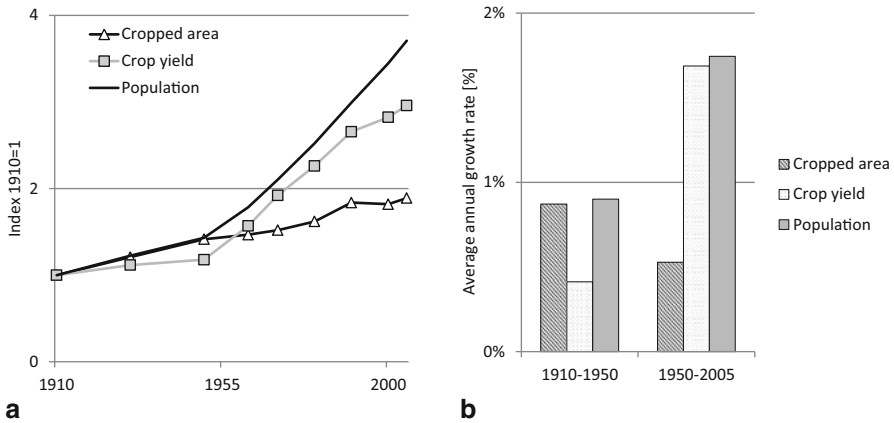 4
Cropped area
Crop yield
Population
Index 1910=1
2
0
1910
1955
2000
a
2%
Average annual growth rate [%]
1%
0%
1910-1950
1950-2005
Cropped area
Crop yield
Population
b